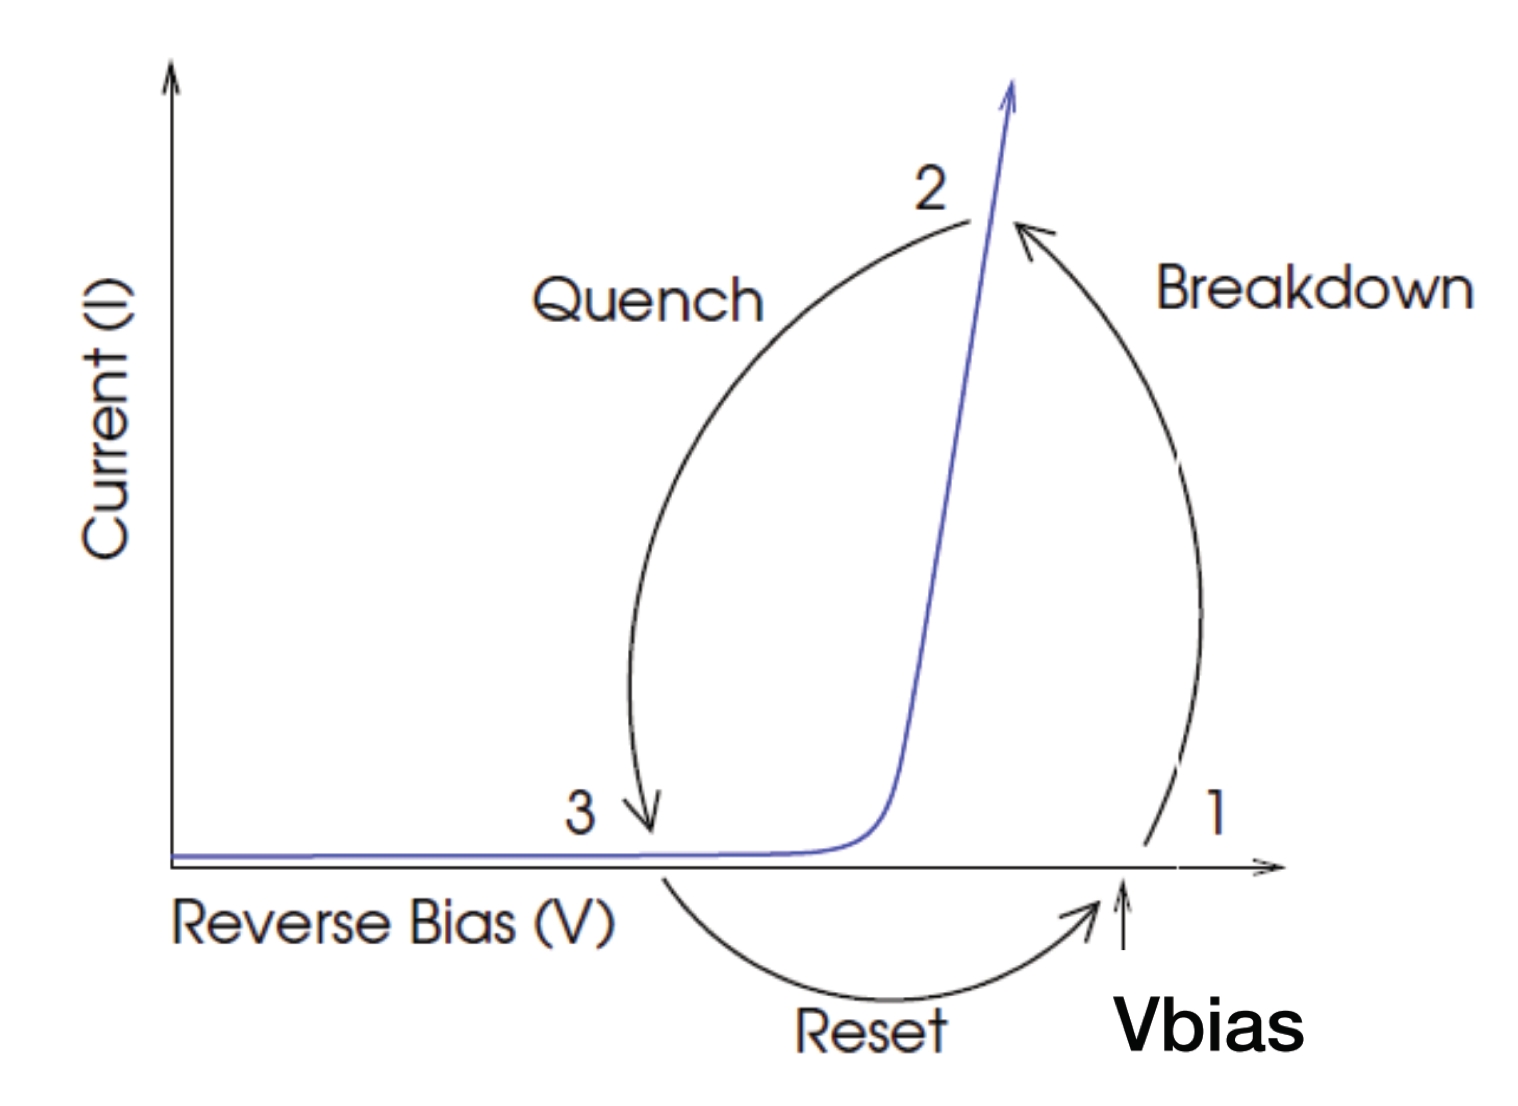 2
Quench
Breakdown
Current (I)
3
1
Reverse Bias (V)
Reset
Vbias